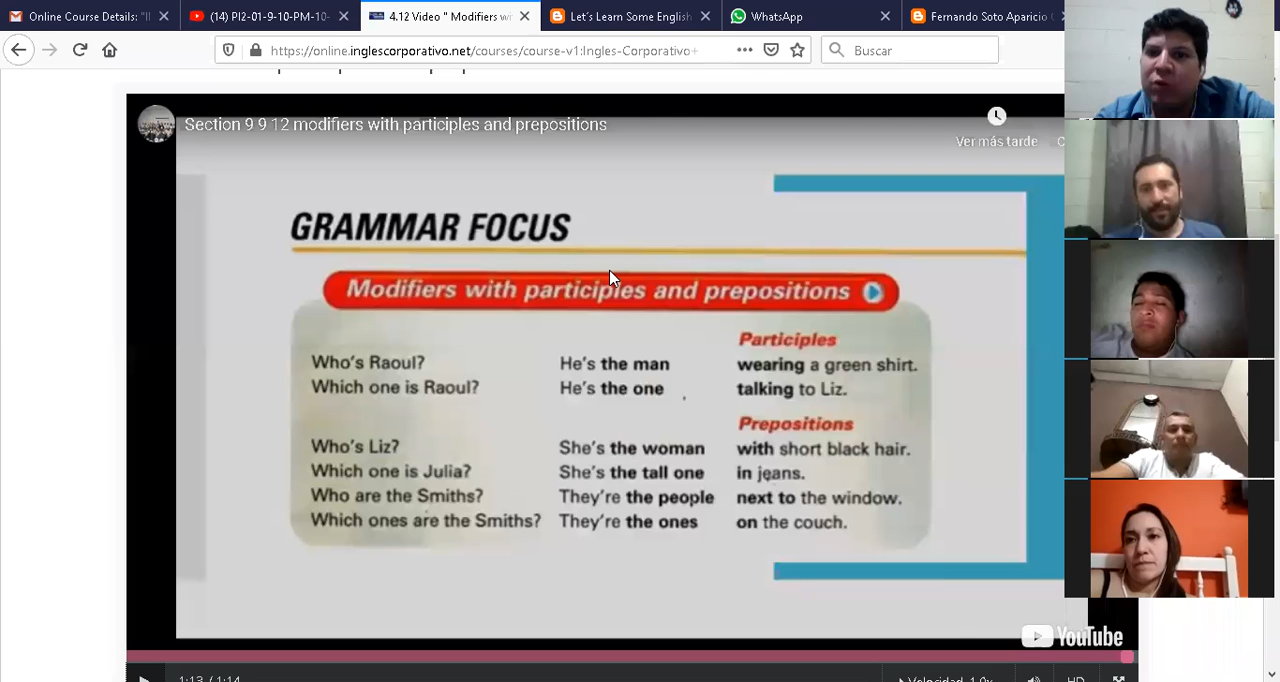 Online Course Details: "II
(14) PI2-01-9-10-PM-10-
4.12 Video " Modifiers w
Let's Learn Some English
WhatsApp
Fernando Soto Aparicio
https://online.inglescorporativo.net/courses/course-v1:Ingles-Corporativo+
Buscar
Section 9 9 12 modifiers with participles and prepositions
Ver más tarde
GRAMMAR FOCUS
Modifiers with participles and prepositions
Participles
Who's Raoul? He's the man wearing a green shirt.
Which one is Raoul? He's the one talking to Liz.
Prepositions
Who's Liz? She's the woman with short black hair.
Which one is Julia? She's the tall one in jeans.
Who are the Smiths? They're the people next to the window.
Which ones are the Smiths? They're the ones on the couch.
YouTube
1:13 / 1:14
Velocidad 1.0x
HD